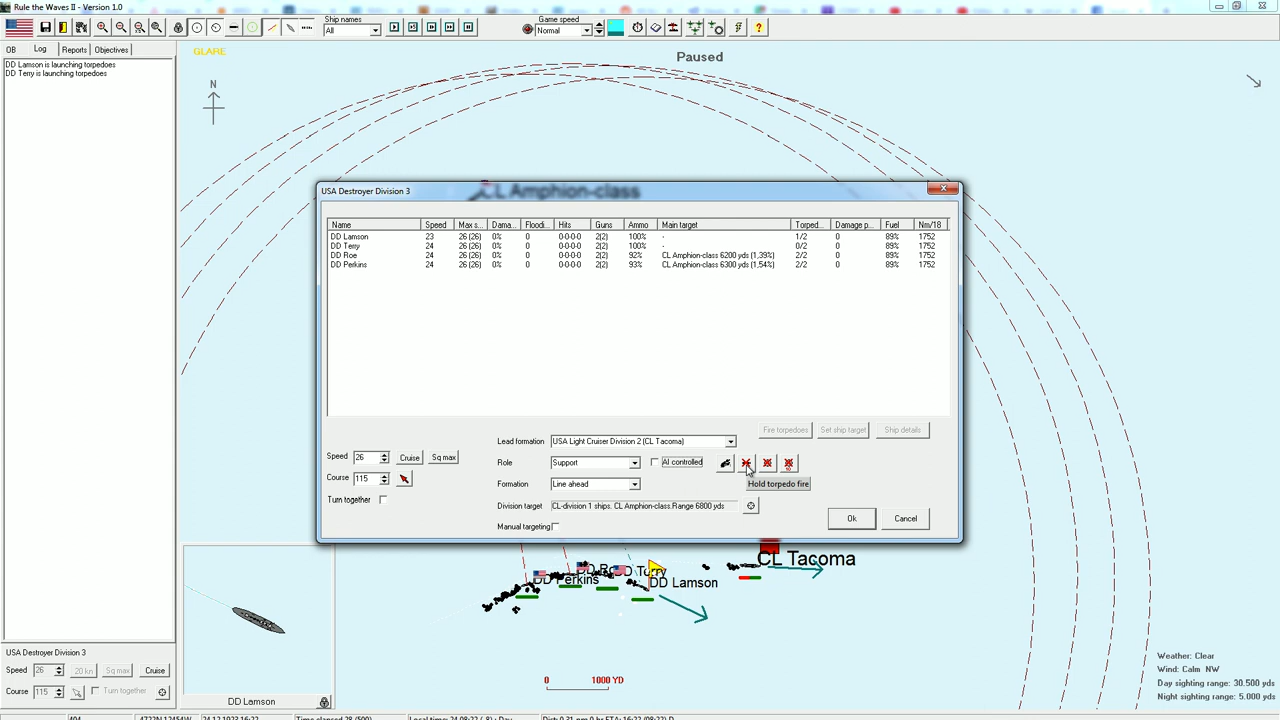 Rule the Waves II - Version 1.0
Ship names
All
Game speed
Normal
OB Log Reports Objectives
DD Lamson is launching torpedoes
DD Terry is launching torpedoes
GLARE
Paused
N
USA Destroyer Division 3
CL Amphion-class
Name Speed Max s... Dama... Floodi... Hits Guns Ammo Main target Torped... Damage p... Fuel Nm/18
DD Lamson 23 26 (26) 0% 0 0-0-0-0 2(2) 100% - 1/2 0 89% 1752
DD Terry 24 26 (26) 0% 0 0-0-0-0 2(2) 100% - 0/2 0 89% 1752
DD Roe 24 26 (26) 0% 0 0-0-0-0 2(2) 92% CL Amphion-class 6200 yds (1,39%) 2/2 0 89% 1752
DD Perkins 24 26 (26) 0% 0 0-0-0-0 2(2) 93% CL Amphion-class 6300 yds (1,54%) 2/2 0 89% 1752
Fire torpedoes Set ship target Ship details
Lead formation USA Light Cruiser Division 2 (CL Tacoma)
Speed 26 Cruise Sq max
Role Support AI controlled
Course 115
Formation Line ahead
Hold torpedo fire
Turn together
Division target CL-division 1 ships. CL Amphion-class.Range 6800 yds
Manual targeting
Ok Cancel
CL Tacoma
DD Perkins DD R DD Terry
DD Lamson
0 1000 YD
DD Lamson
USA Destroyer Division 3
Speed 26 20 kn Sq max Cruise
Course 115 Turn together
Weather: Clear
Wind: Calm NW
Day sighting range: 30.500 yds
Night sighting range: 5.000 yds